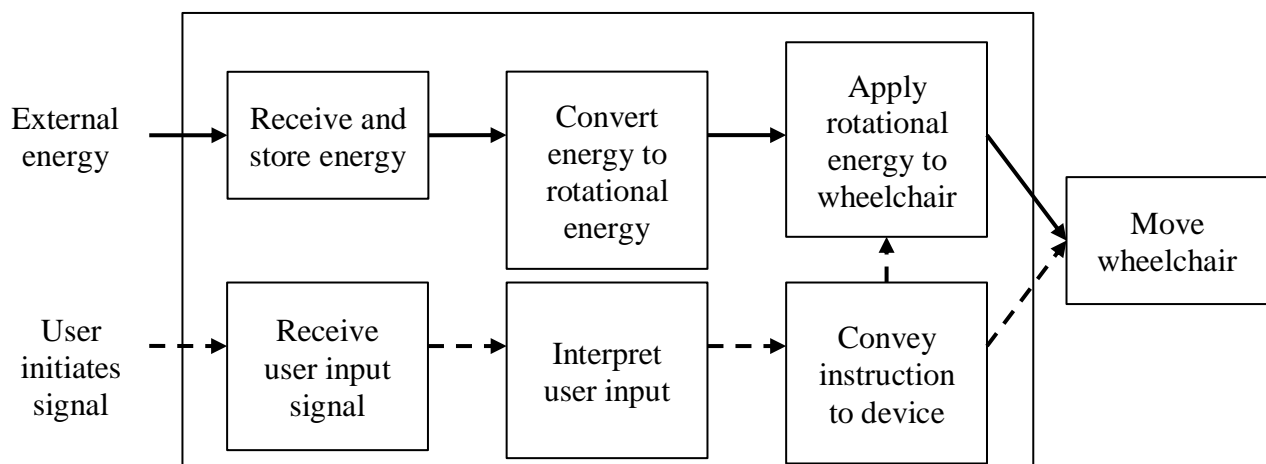 External
energy
Receive and
store energy
Convert
energy to
rotational
energy
Apply
rotational
energy to
wheelchair
Move
wheelchair
User
initiates
signal
Receive
user input
signal
Interpret
user input
Convey
instruction
to device